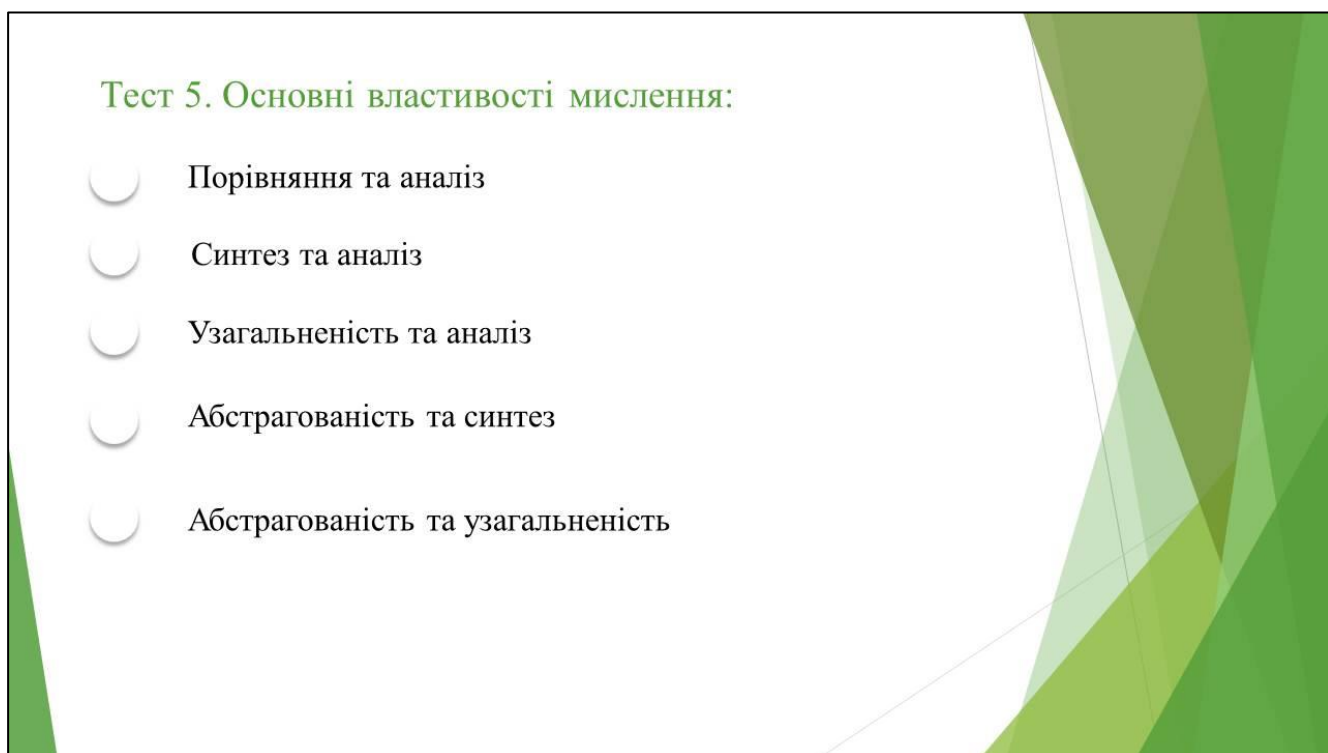 Тест 5. Основні властивості мислення:
Порівняння та аналіз
Синтез та аналіз
Узагальненість та аналіз
Абстрагованість та синтез
Абстрагованість та узагальненість